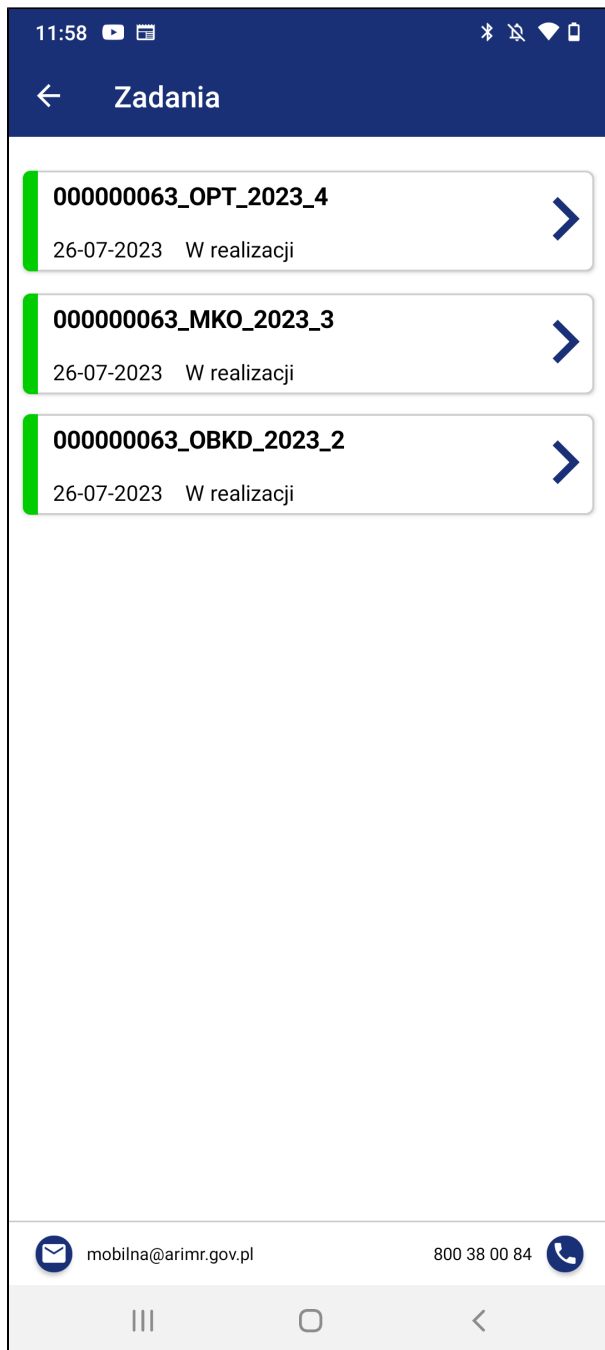 11:58
Zadania
000000063_OPT_2023_4
26-07-2023 W realizacji
000000063_MKO_2023_3
26-07-2023 W realizacji
000000063_OBKD_2023_2
26-07-2023 W realizacji
mobilna@arimr.gov.pl 800 38 00 84